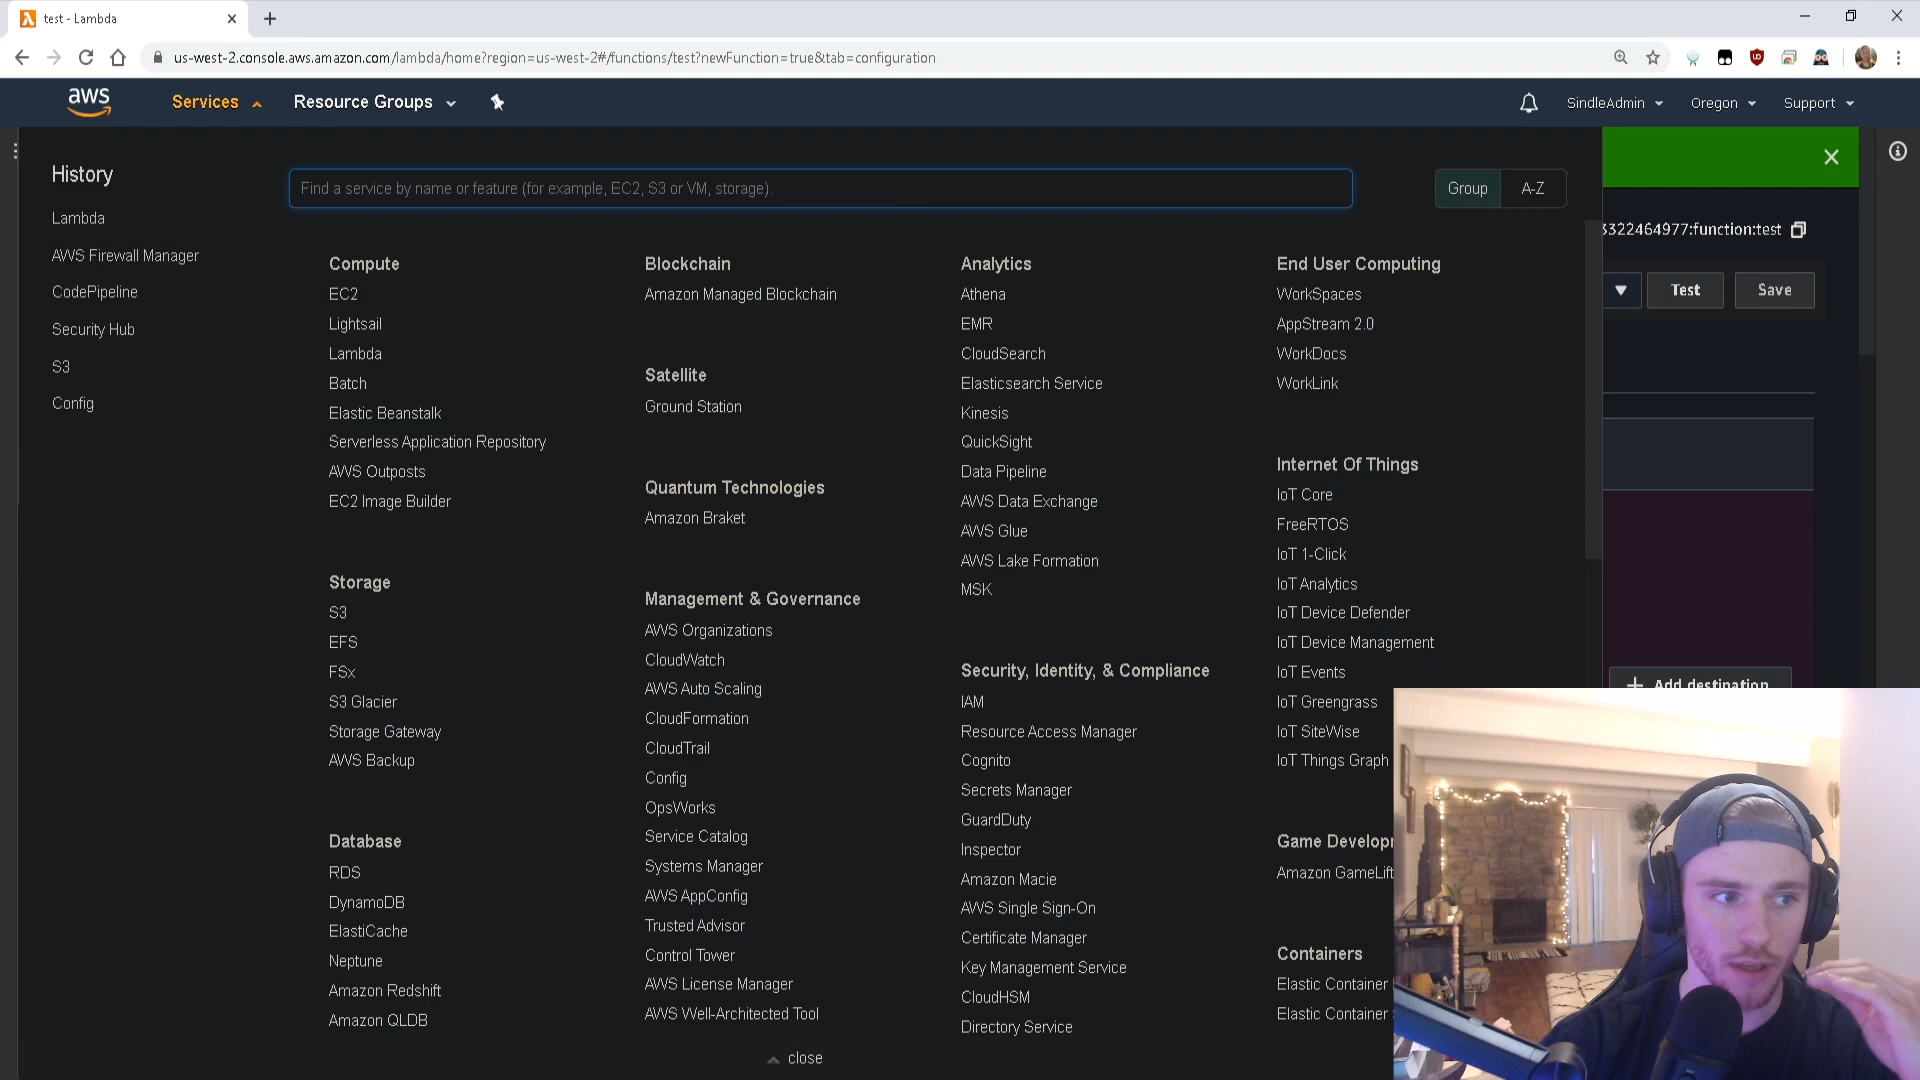 test - Lambda
us-west-2.console.aws.amazon.com/lambda/home?region=us-west-2#/functions/test?newFunction=true&tab=configuration
aws
Services
Resource Groups
SindleAdmin
Oregon
Support
History
Lambda
AWS Firewall Manager
CodePipeline
Security Hub
S3
Config
Find a service by name or feature (for example, EC2, S3 or VM, storage).
Group
A-Z
Compute
EC2
Lightsail
Lambda
Batch
Elastic Beanstalk
Serverless Application Repository
AWS Outposts
EC2 Image Builder
Storage
S3
EFS
FSx
S3 Glacier
Storage Gateway
AWS Backup
Database
RDS
DynamoDB
ElastiCache
Neptune
Amazon Redshift
Amazon QLDB
Blockchain
Amazon Managed Blockchain
Satellite
Ground Station
Quantum Technologies
Amazon Braket
Management & Governance
AWS Organizations
CloudWatch
AWS Auto Scaling
CloudFormation
CloudTrail
Config
OpsWorks
Service Catalog
Systems Manager
AWS AppConfig
Trusted Advisor
Control Tower
AWS License Manager
AWS Well-Architected Tool
Analytics
Athena
EMR
CloudSearch
Elasticsearch Service
Kinesis
QuickSight
Data Pipeline
AWS Data Exchange
AWS Glue
AWS Lake Formation
MSK
Security, Identity, & Compliance
IAM
Resource Access Manager
Cognito
Secrets Manager
GuardDuty
Inspector
Amazon Macie
AWS Single Sign-On
Certificate Manager
Key Management Service
CloudHSM
Directory Service
End User Computing
WorkSpaces
AppStream 2.0
WorkDocs
WorkLink
Internet Of Things
IoT Core
FreeRTOS
IoT 1-Click
IoT Analytics
IoT Device Defender
IoT Device Management
IoT Events
IoT Greengrass
IoT SiteWise
IoT Things Graph
Game Develop
Amazon GameLift
Containers
Elastic Container
Elastic Container
close
3322464977:function:test
Test
Save
Add destination